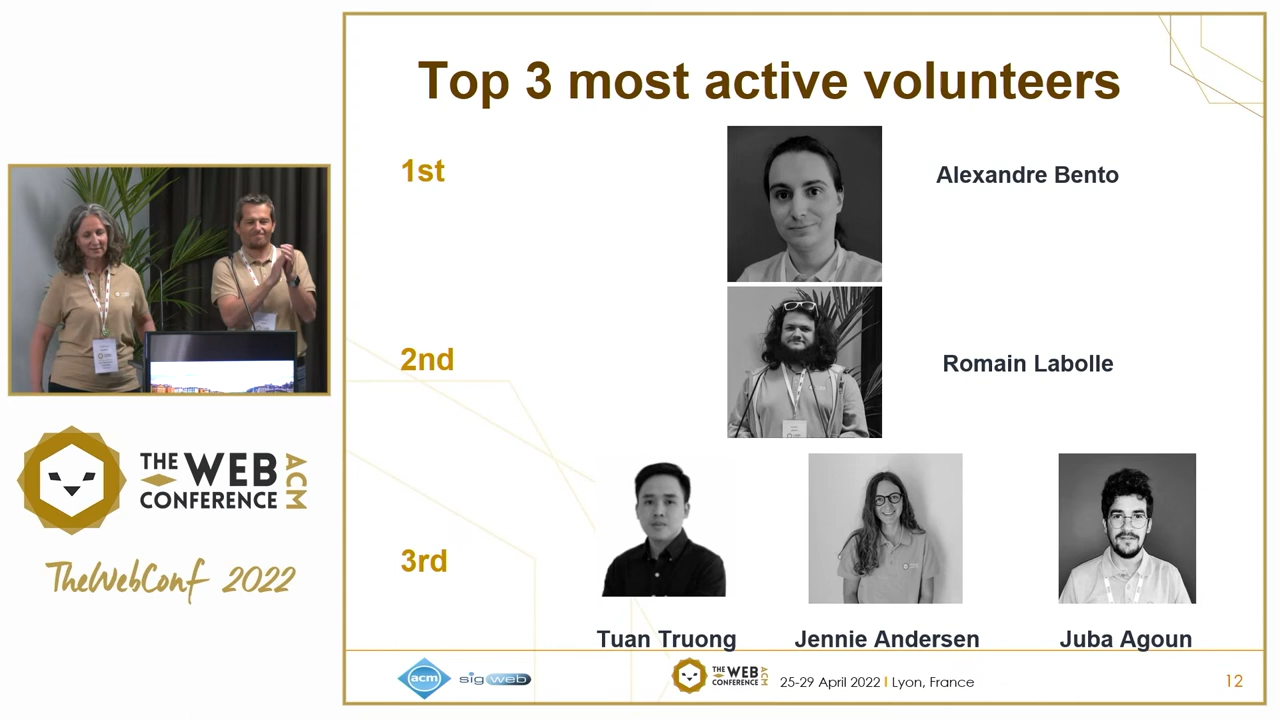 Top 3 most active volunteers
1st
Alexandre Bento
2nd
Romain Labolle
3rd
Tuan Truong
Jennie Andersen
Juba Agoun
THE WEB
CONFERENCE
ACM
TheWebConf 2022
acm
sigweb
THE WEB
CONFERENCE
ACM
25-29 April 2022 I Lyon, France
12